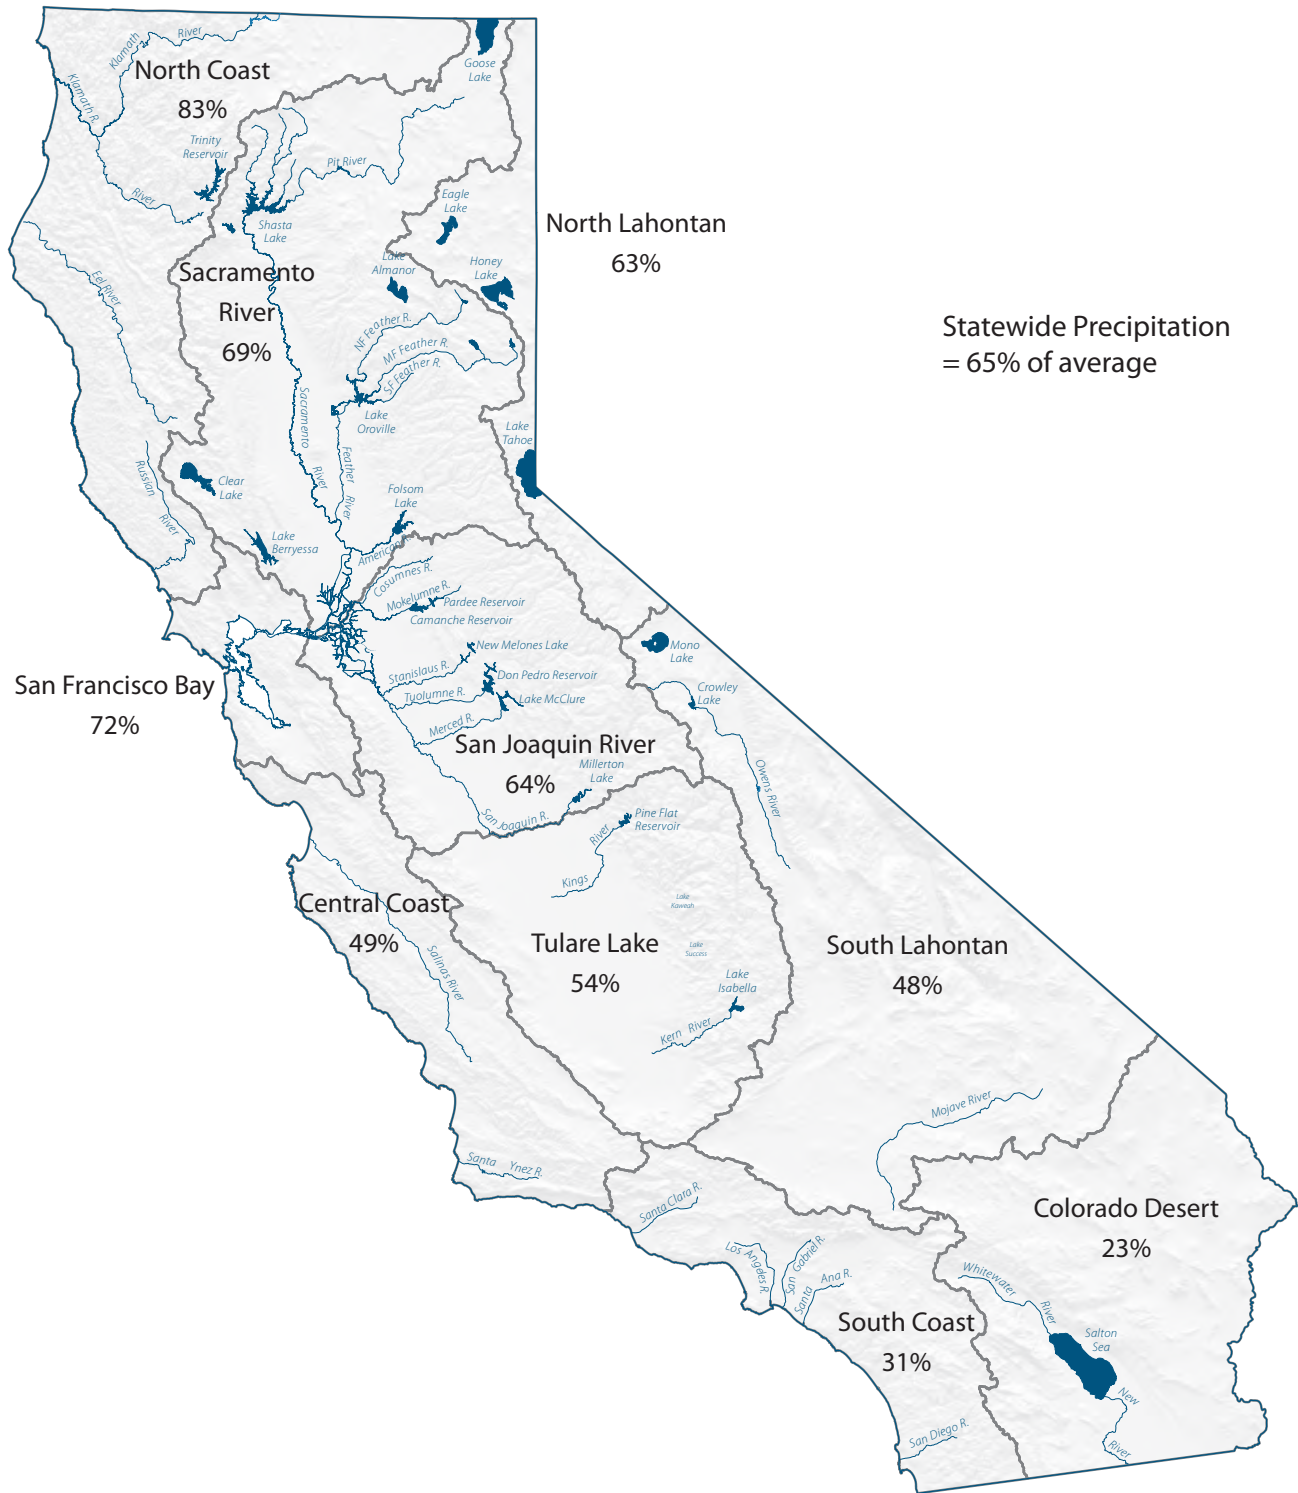 Klamath
River
North Coast
83%
Klamath R.
Goose
Lake
Trinity
Reservoir
River
Pit River
Shasta
Lake
Eagle
Lake
North Lahontan
63%
Lake
Almanor
Honey
Lake
Sacramento
River
69%
Eel River
NF Feather R.
MF Feather R.
SF Feather R.
Statewide Precipitation
= 65% of average
Sacramento
River
Lake
Oroville
Feather
River
Lake
Tahoe
Russian
River
Clear
Lake
Folsom
Lake
Lake
Berryessa
American R.
Cosumnes R.
Mokelumne R.
Pardee Reservoir
Camanche Reservoir
New Melones Lake
Stanislaus R.
Don Pedro Reservoir
Tuolumne R.
Lake McClure
Merced R.
Mono
Lake
Crowley
Lake
Owens River
San Francisco Bay
72%
San Joaquin River
64%
Millerton
Lake
San Joaquin R.
Pine Flat
Reservoir
Kings
River
Lake
Kaweah
Central Coast
49%
Salinas River
Tulare Lake
54%
Lake
Success
Lake
Isabella
Kern River
South Lahontan
48%
Mojave River
Santa Ynez R.
Santa Clara R.
Los Angeles R.
San Gabriel R.
Santa Ana R.
Colorado Desert
23%
Whitewater
River
South Coast
31%
Salton
Sea
New
River
San Diego R.